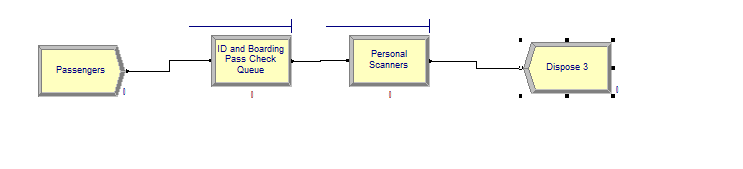 Passengers
ID and Boarding
Pass Check
Queue
Personal
Scanners
Dispose 3